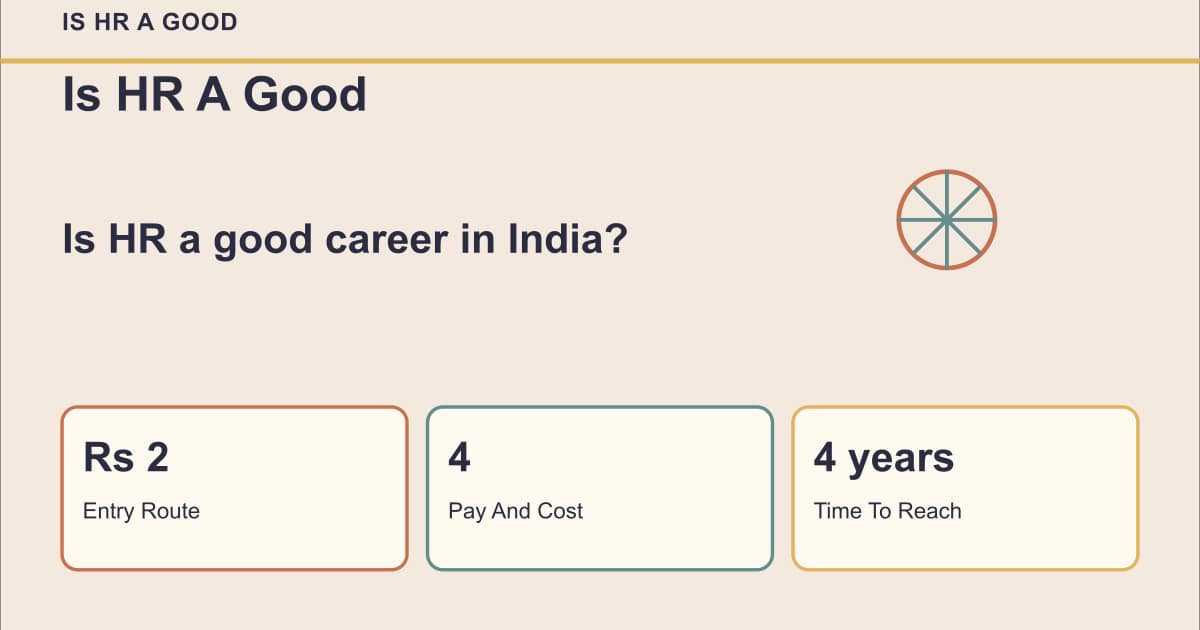 IS HR A GOOD
Is HR A Good
Is HR a good career in India?
Rs 2
Entry Route
4
Pay And Cost
4 years
Time To Reach